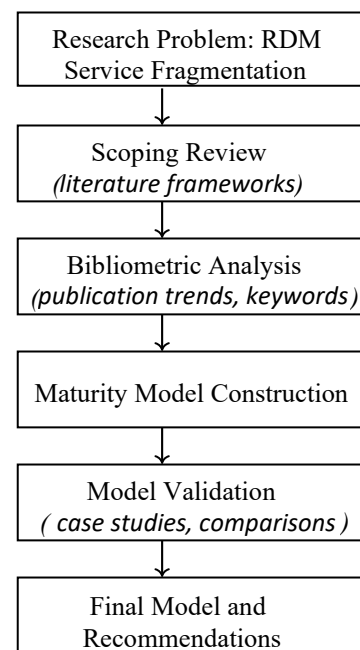 Research Problem: RDM
Service Fragmentation
Scoping Review
(literature frameworks)
Bibliometric Analysis
(publication trends, keywords)
Maturity Model Construction
Model Validation
( case studies, comparisons )
Final Model and
Recommendations